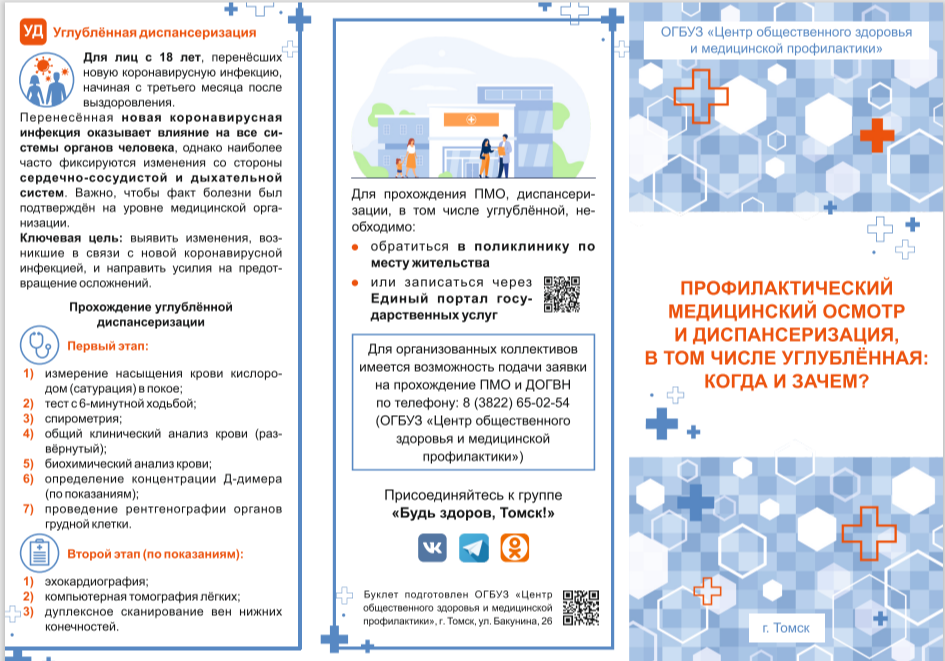 УД Углублённая диспансеризация
Для лиц с 18 лет, перенёсших
новую коронавирусную инфекцию,
начиная с третьего месяца после
выздоровления.
Перенесённая новая коронавирусная
инфекция оказывает влияние на все си-
стемы органов человека, однако наиболее
часто фиксируются изменения со стороны
сердечно-сосудистой и дыхательной
систем. Важно, чтобы факт болезни был
подтверждён на уровне медицинской орга-
низации.
Ключевая цель: выявить изменения, воз-
никшие в связи с новой коронавирусной
инфекцией, и направить усилия на предот-
вращение осложнений.
Прохождение углублённой
диспансеризации
Первый этап:
1) измерение насыщения крови кислоро-
дом (сатурация) в покое;
2) тест с 6-минутной ходьбой;
3) спирометрия;
4) общий клинический анализ крови (раз-
вёрнутый);
5) биохимический анализ крови;
6) определение концентрации Д-димера
(по показаниям);
7) проведение рентгенографии органов
грудной клетки.
Второй этап (по показаниям):
1) эхокардиография;
2) компьютерная томография лёгких;
3) дуплексное сканирование вен нижних
конечностей.
Для прохождения ПМО, диспансери-
зации, в том числе углублённой, не-
обходимо:
• обратиться в поликлинику по
месту жительства
• или записаться через
Единый портал госу-
дарственных услуг
Для организованных коллективов
имеется возможность подачи заявки
на прохождение ПМО и ДОГВН
по телефону: 8 (3822) 65-02-54
(ОГБУЗ «Центр общественного
здоровья и медицинской
профилактики»)
Присоединяйтесь к группе
«Будь здоров, Томск!»
Буклет подготовлен ОГБУЗ «Центр
общественного здоровья и медицинской
профилактики», г. Томск, ул. Бакунина, 26
ОГБУЗ «Центр общественного здоровья
и медицинской профилактики»
ПРОФИЛАКТИЧЕСКИЙ
МЕДИЦИНСКИЙ ОСМОТР
И ДИСПАНСЕРИЗАЦИЯ,
В ТОМ ЧИСЛЕ УГЛУБЛЁННАЯ:
КОГДА И ЗАЧЕМ?
г. Томск